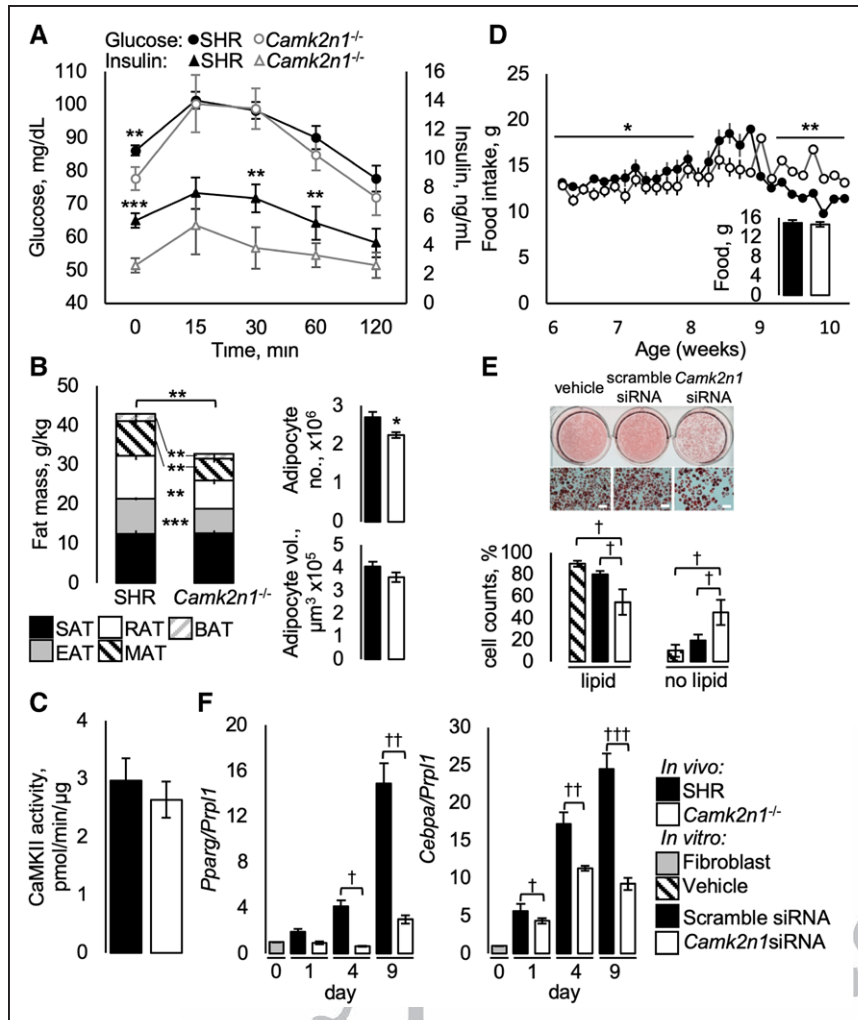 A
Glucose: SHR Camk2n1-/-
Insulin: SHR Camk2n1-/-
110
100
90
80
70
60
50
40
Glucose, mg/dL
16
14
12
10
8
6
4
2
0
Insulin, ng/mL
** *** ** **
0 15 30 60 120
Time, min
D
25
20
15
10
5
0
Food intake, g
* **
16
12
8
4
0
Food, g
6 7 8 9 10
Age (weeks)
B
50
40
30
20
10
0
Fat mass, g/kg
**
**
**
**
***
SHR Camk2n1-/-
SAT RAT BAT
EAT MAT
3
2
1
0
Adipocyte
no., x10⁶
*
5
4
3
2
1
0
Adipocyte vol.,
µm³ x10⁵
E
vehicle scramble siRNA Camk2n1 siRNA
100
80
60
40
20
0
cell counts, %
† † † †
lipid no lipid
C
4
3
2
1
0
CaMKII activity,
pmol/min/µg
F
20
16
12
8
4
0
Pparg/Prpl1
† ††
0 1 4 9
day
30
25
20
15
10
5
0
Cebpa/Prpl1
† †† †††
0 1 4 9
day
In vivo:
SHR
Camk2n1-/-
In vitro:
Fibroblast
Vehicle
Scramble siRNA
Camk2n1siRNA